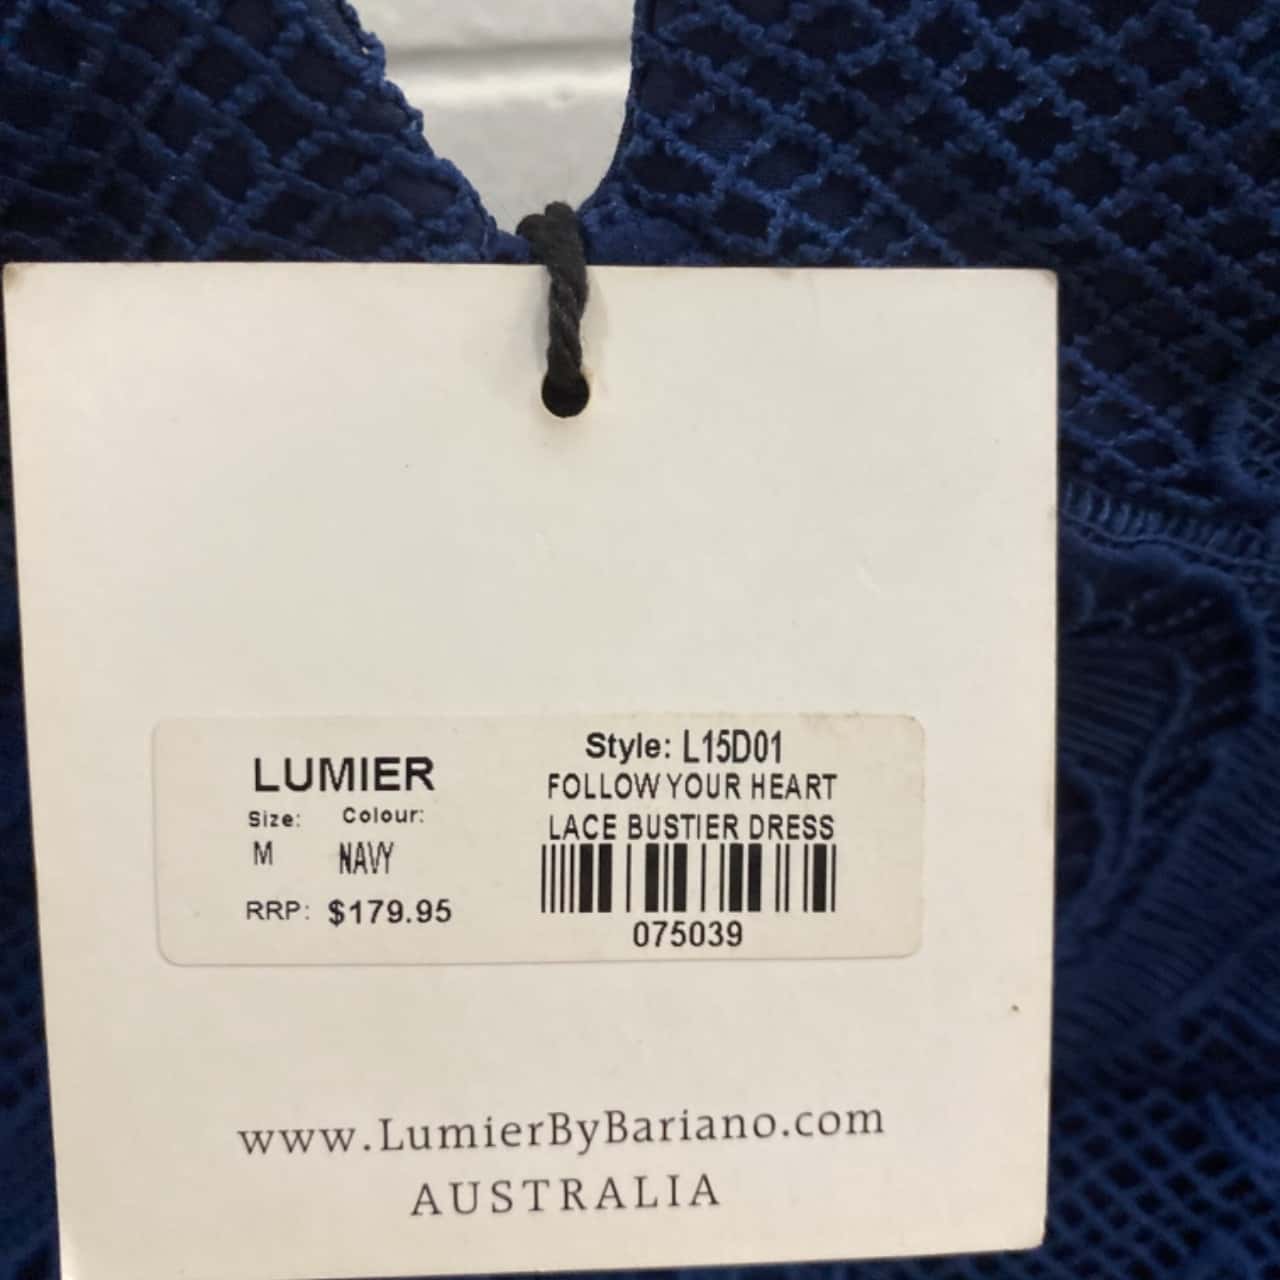 LUMIER
Size: Colour:
M NAVY
RRP: $179.95
Style: L15D01
FOLLOW YOUR HEART
LACE BUSTIER DRESS
075039
www.LumierByBariano.com
AUSTRALIA